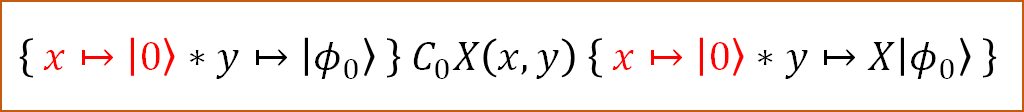 { x ↦ |0⟩ ∗ y ↦ |ϕ₀⟩ } C₀X(x, y) { x ↦ |0⟩ ∗ y ↦ X|ϕ₀⟩ }